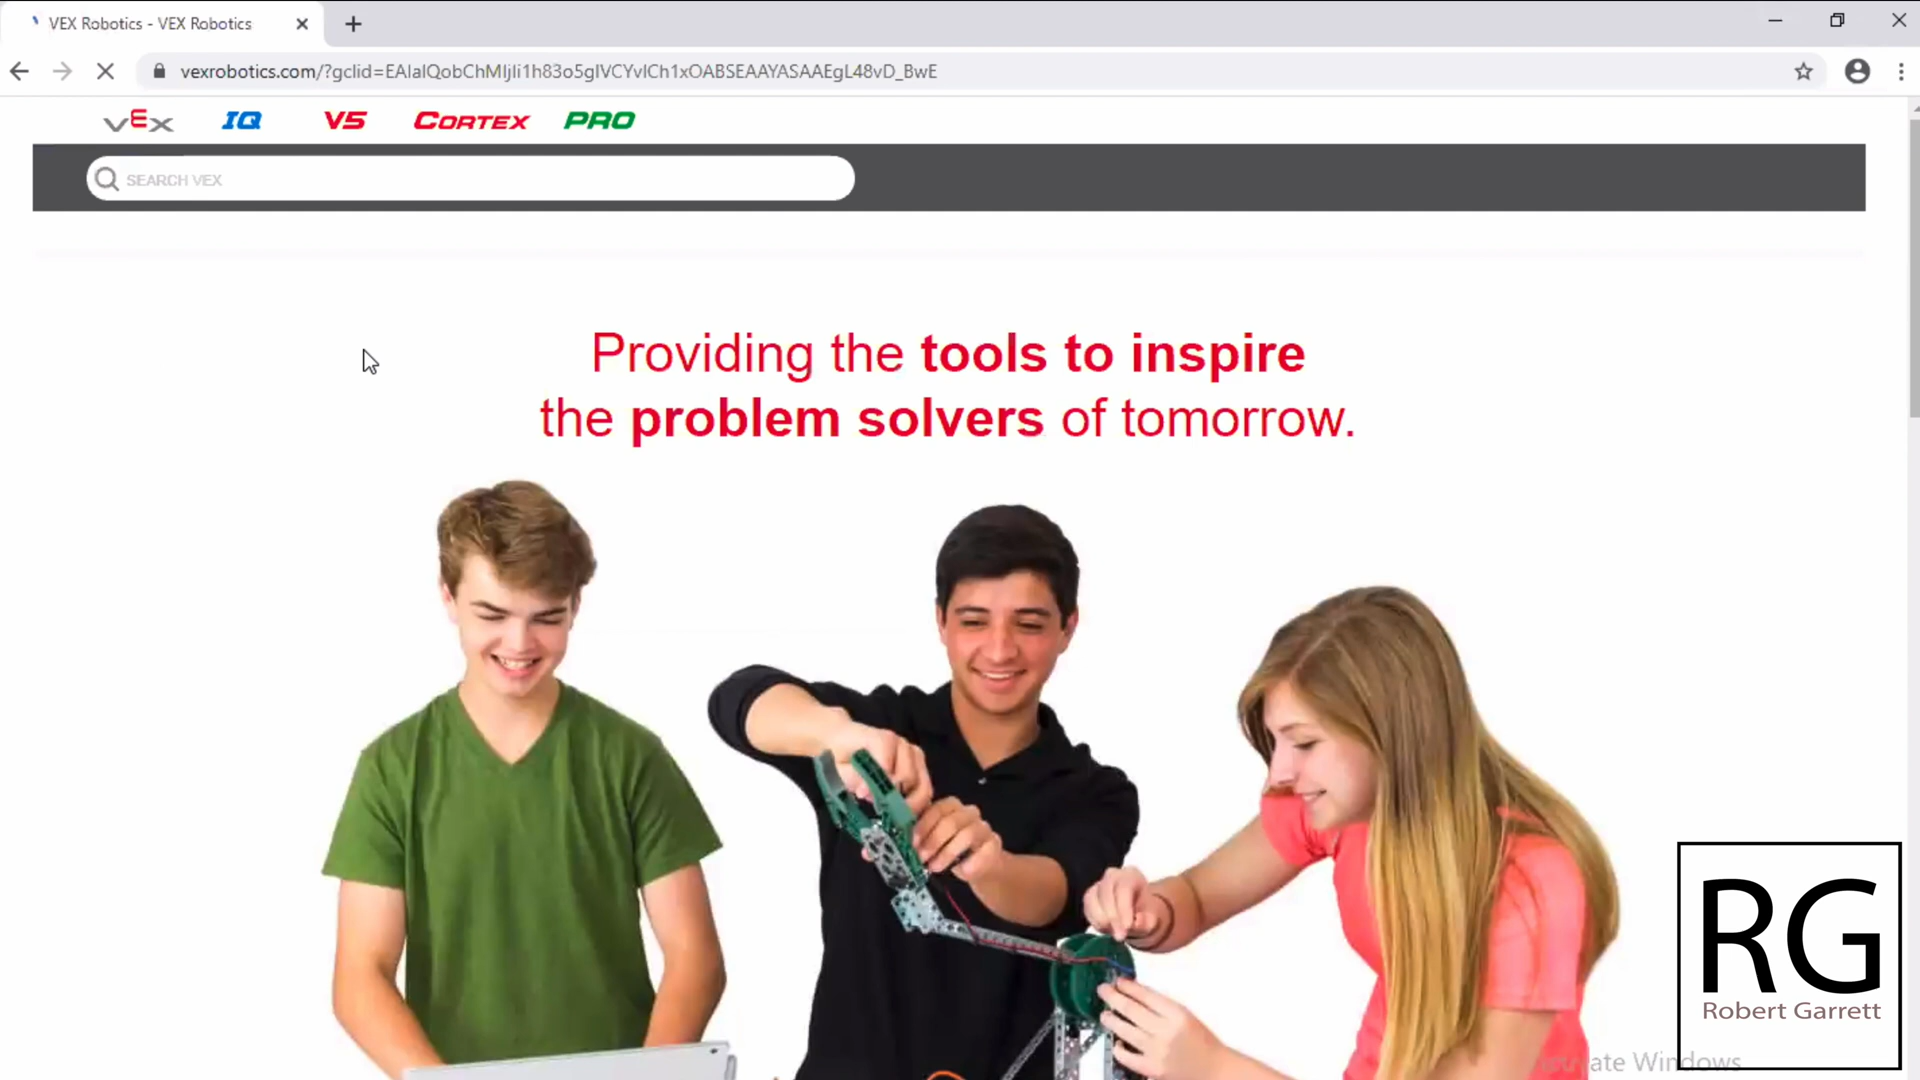 VEX Robotics - VEX Robotics
vexrobotics.com/?gclid=EAIaIQobChMIjIi1h83o5gIVCYvICh1xOABSEAAYASAAEgL48vD_BwE
VEX IQ V5 CORTEX PRO
SEARCH VEX
Providing the tools to inspire
the problem solvers of tomorrow.
RG
Robert Garrett
Windows